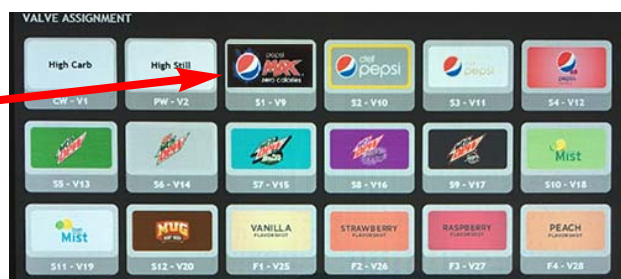 VALVE ASSIGNMENT
High Carb
High Still
pepsi
MAX
zero calories
diet
pepsi
pepsi
CW - V1
PW - V2
S1 - V9
S2 - V10
S3 - V11
S4 - V12
Mist
S5 - V13
S6 - V14
S7 - V15
S8 - V16
S9 - V17
S10 - V18
Mist
MUG
VANILLA
FLAVORSHOT
STRAWBERRY
FLAVORSHOT
RASPBERRY
FLAVORSHOT
PEACH
FLAVORSHOT
S11 - V19
S12 - V20
F1 - V25
F2 - V26
F3 - V27
F4 - V28